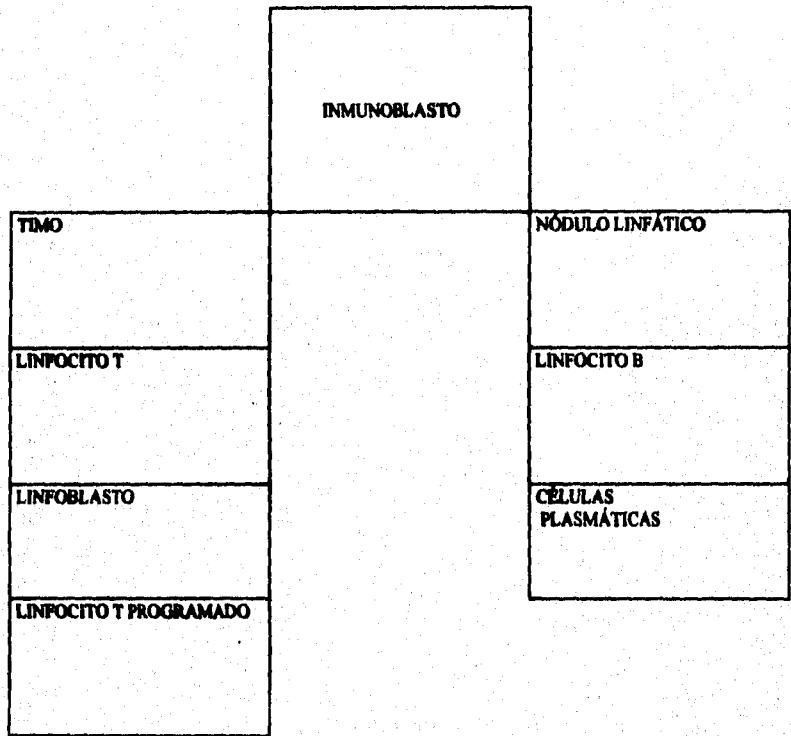 INMUNOBLASTO
TIMO
NÓDULO LINFÁTICO
LINFOCITO T
LINFOCITO B
LINFOBLASTO
CÉLULAS
PLASMÁTICAS
LINFOCITO T PROGRAMADO